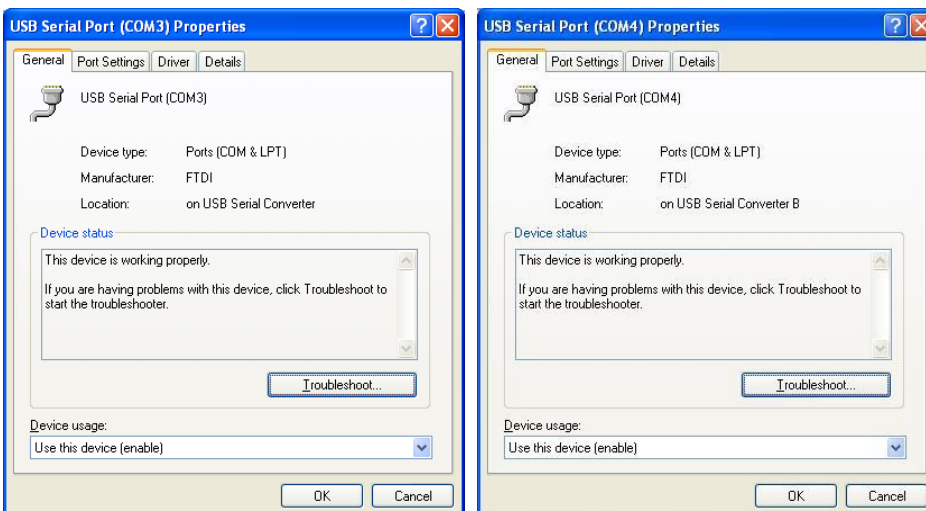 USB Serial Port (COM3) Properties
General Port Settings Driver Details
USB Serial Port (COM3)
Device type: Ports (COM & LPT)
Manufacturer: FTDI
Location: on USB Serial Converter
Device status
This device is working properly.
If you are having problems with this device, click Troubleshoot to
start the troubleshooter.
Troubleshoot...
Device usage:
Use this device (enable)
OK Cancel
USB Serial Port (COM4) Properties
General Port Settings Driver Details
USB Serial Port (COM4)
Device type: Ports (COM & LPT)
Manufacturer: FTDI
Location: on USB Serial Converter B
Device status
This device is working properly.
If you are having problems with this device, click Troubleshoot to
start the troubleshooter.
Troubleshoot...
Device usage:
Use this device (enable)
OK Cancel